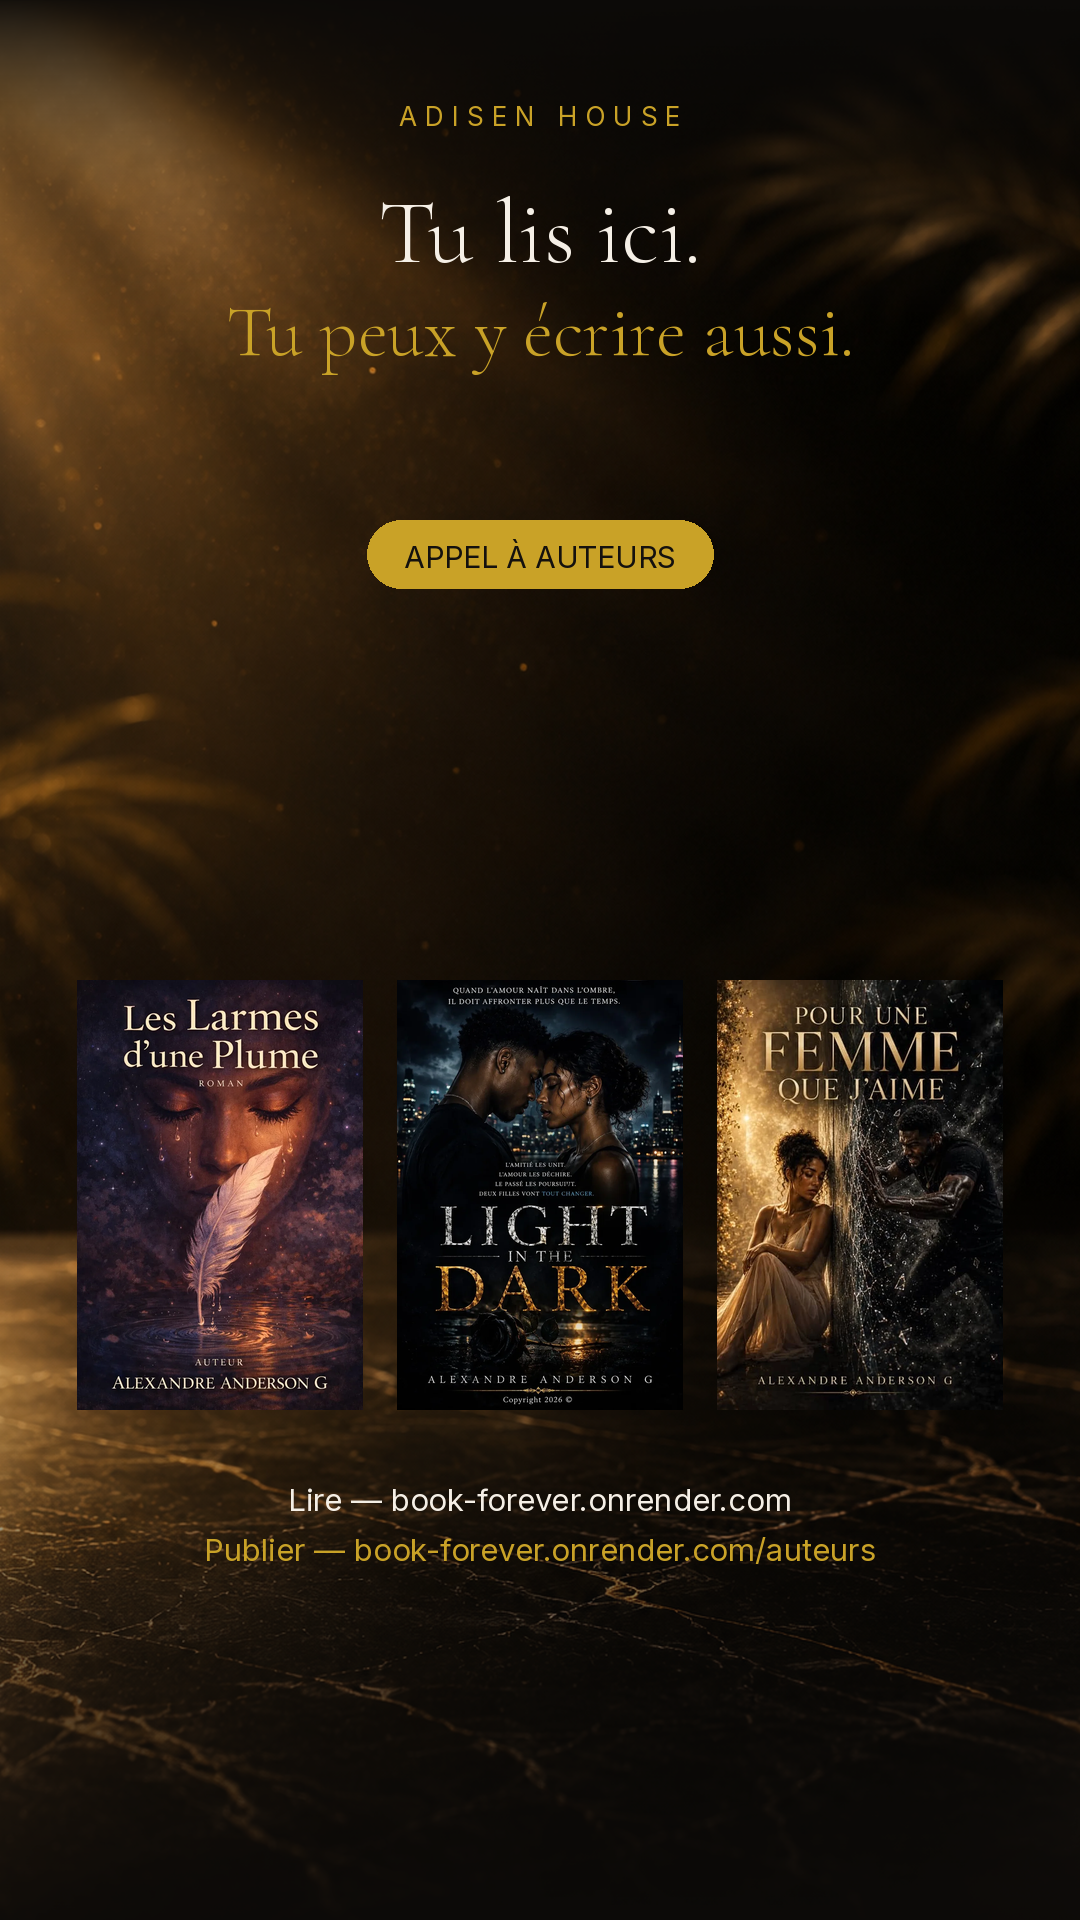 ADISEN HOUSE
Tu lis ici.
Tu peux y écrire aussi.
APPEL À AUTEURS
Les Larmes
d'une Plume
ROMAN
AUTEUR
ALEXANDRE ANDERSON G
QUAND L'AMOUR NAÎT DANS L'OMBRE,
IL DOIT AFFRONTER PLUS QUE LE TEMPS.
L'AMITIÉ LES UNIT.
L'AMOUR LES DÉCHIRE.
LE PASSÉ LES POURSUIT.
DEUX FILLES VONT TOUT CHANGER.
LIGHT
IN THE
DARK
ALEXANDRE ANDERSON G
Copyright 2026 ©
POUR UNE
FEMME
QUE J'AIME
ALEXANDRE ANDERSON G
Lire — book-forever.onrender.com
Publier — book-forever.onrender.com/auteurs